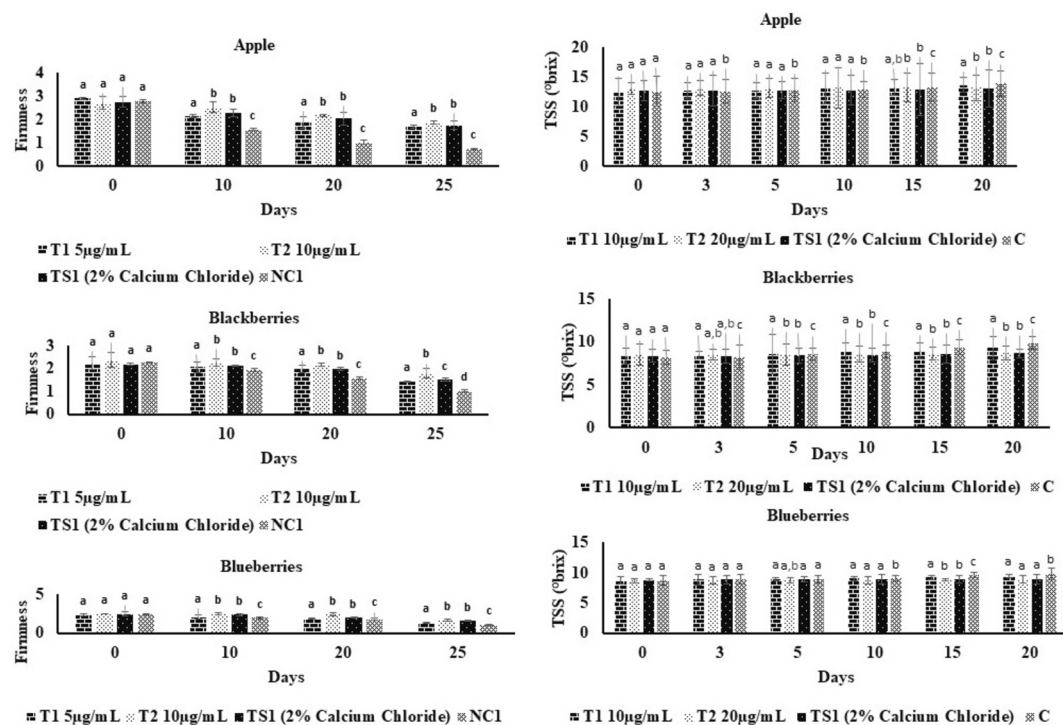 Apple
Firmness
4
3
2
1
0
a a a a
a b b c
a b b c
a b b c
0 10 20 25
Days
T1 5µg/mL T2 10µg/mL
TS1 (2% Calcium Chloride) NC1
Blackberries
Firmness
3
2
1
0
a a a a
a b b c
a b b c
a b c d
0 10 20 25
Days
T1 5µg/mL T2 10µg/mL
TS1 (2% Calcium Chloride) NC1
Blueberries
Firmness
5
0
a a a a
a b b c
a b b c
a b b c
0 10 20 25
Days
T1 5µg/mL T2 10µg/mL TS1 (2% Calcium Chloride) NC1
Apple
TSS (°brix)
20
15
10
5
0
a a a a
a a a b
a a a b
a a a b
a,b b b c
a b b c
0 3 5 10 15 20
Days
T1 10µg/mL T2 20µg/mL TS1 (2% Calcium Chloride) C
Blackberries
TSS (°brix)
15
10
5
0
a a a a
a a,b a,b c
a b b c
a b b c
a b b c
a b b c
0 3 5 10 15 20
Days
T1 10µg/mL T2 20µg/mL TS1 (2% Calcium Chloride) C
Blueberries
TSS (°brix)
15
10
5
0
a a a a
a a a a
a a,b a a
a a a b
a b b c
a a a b
0 3 5 10 15 20
Days
T1 10µg/mL T2 20µg/mL TS1 (2% Calcium Chloride) C